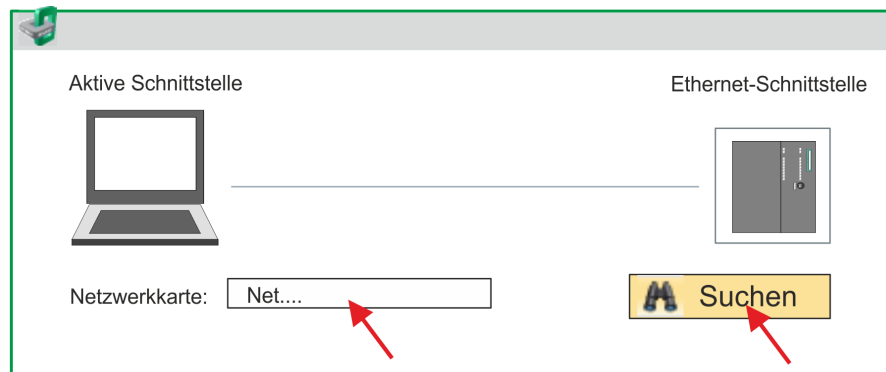 Aktive Schnittstelle
Ethernet-Schnittstelle
Netzwerkkarte:
Net....
Suchen